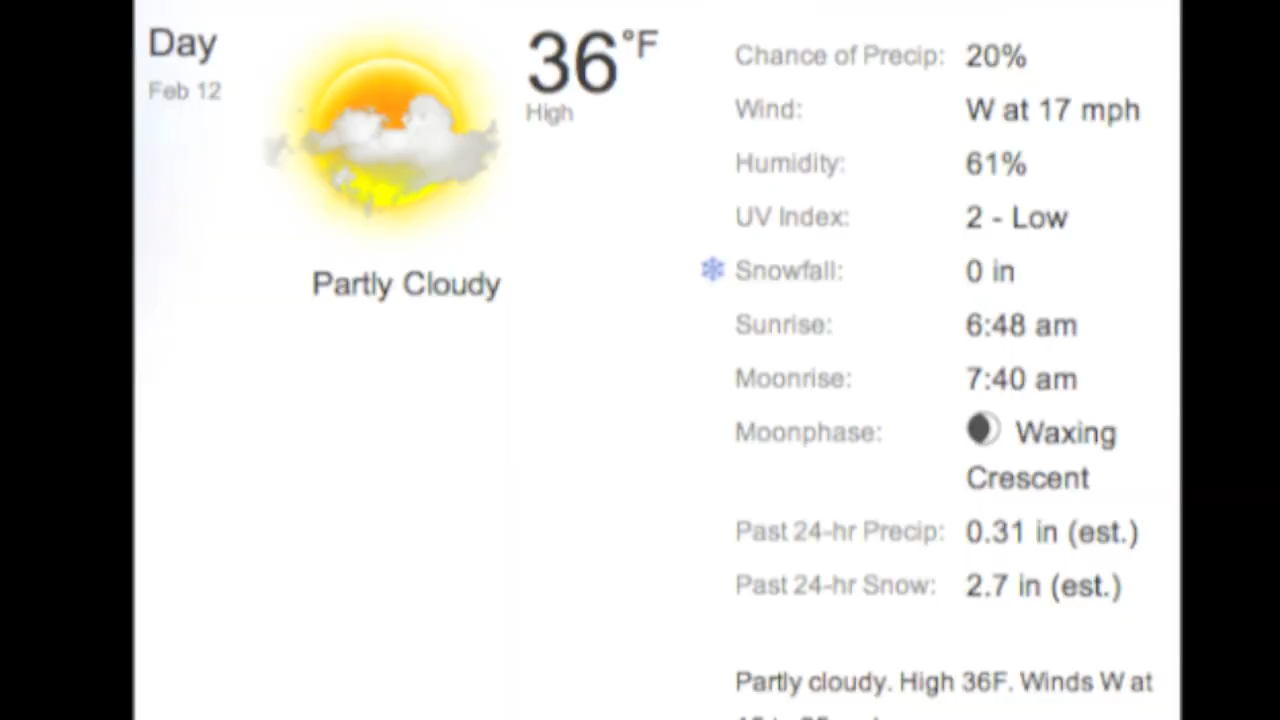 Day
Feb 12
36°F
High
Partly Cloudy
Chance of Precip: 20%
Wind: W at 17 mph
Humidity: 61%
UV Index: 2 - Low
Snowfall: 0 in
Sunrise: 6:48 am
Moonrise: 7:40 am
Moonphase: Waxing
Crescent
Past 24-hr Precip: 0.31 in (est.)
Past 24-hr Snow: 2.7 in (est.)
Partly cloudy. High 36F. Winds W at